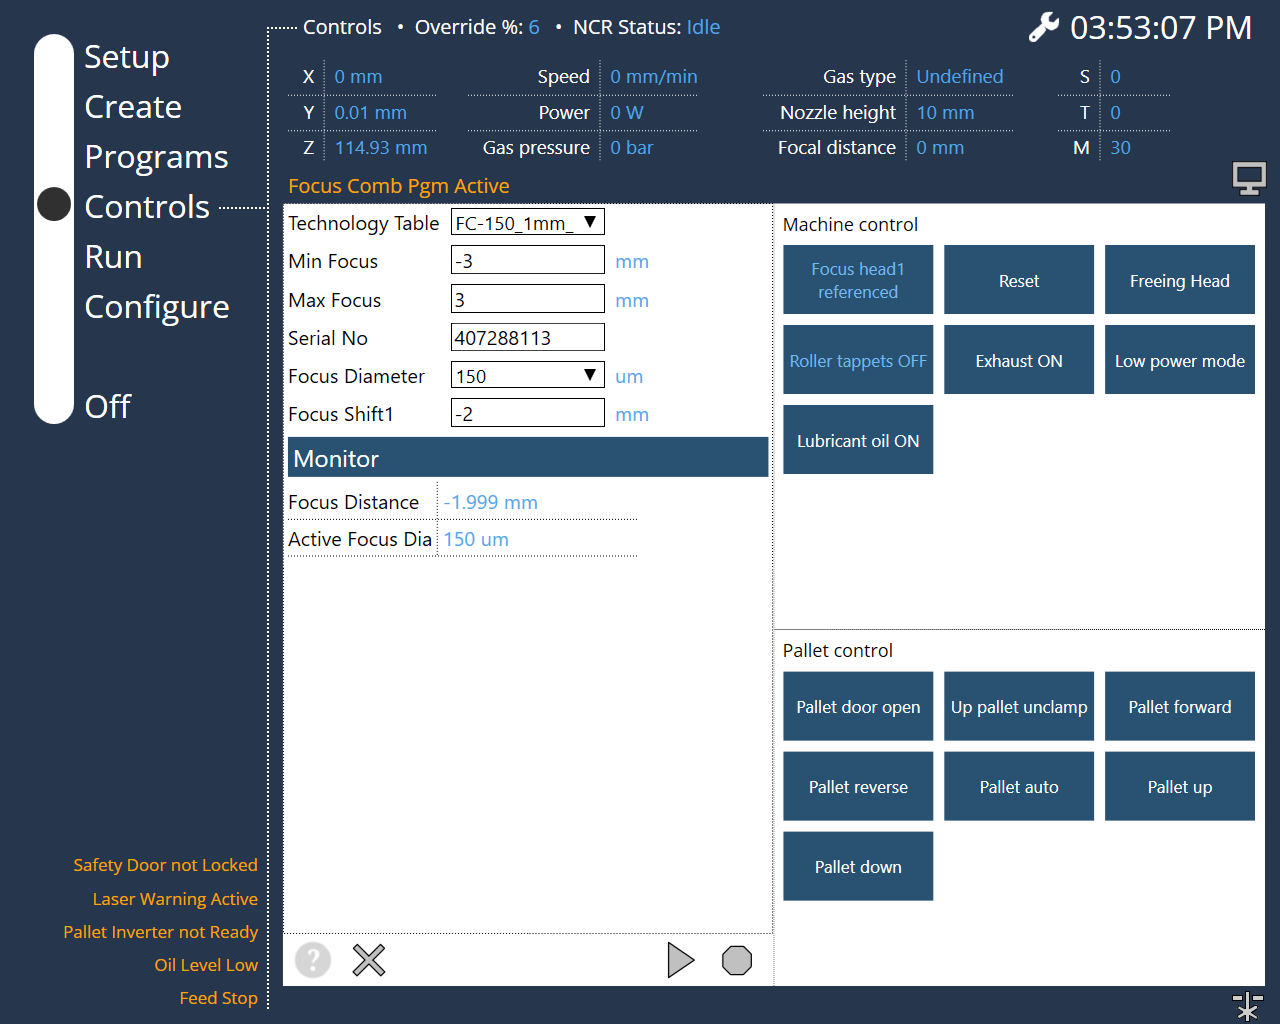 Setup
Create
Programs
Controls
Run
Configure
Off
Controls • Override %: 6 • NCR Status: Idle
03:53:07 PM
X 0 mm Speed 0 mm/min Gas type Undefined S 0
Y 0.01 mm Power 0 W Nozzle height 10 mm T 0
Z 114.93 mm Gas pressure 0 bar Focal distance 0 mm M 30
Focus Comb Pgm Active
Technology Table FC-150_1mm_
Min Focus -3 mm
Max Focus 3 mm
Serial No 407288113
Focus Diameter 150 um
Focus Shift1 -2 mm
Monitor
Focus Distance -1.999 mm
Active Focus Dia 150 um
?
Machine control
Focus head1
referenced
Reset
Freeing Head
Roller tappets OFF
Exhaust ON
Low power mode
Lubricant oil ON
Pallet control
Pallet door open
Up pallet unclamp
Pallet forward
Pallet reverse
Pallet auto
Pallet up
Pallet down
Safety Door not Locked
Laser Warning Active
Pallet Inverter not Ready
Oil Level Low
Feed Stop